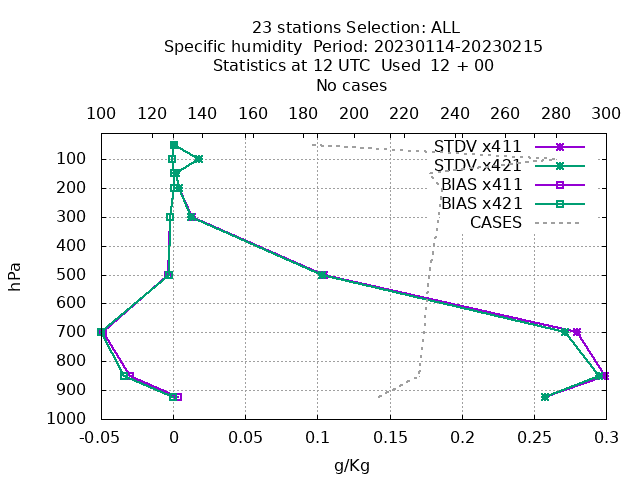 23 stations Selection: ALL
Specific humidity  Period: 20230114-20230215
Statistics at 12 UTC  Used  12 + 00
No cases
100 120 140 160 180 200 220 240 260 280 300
STDV x411
STDV x421
BIAS x411
BIAS x421
CASES
hPa
100
200
300
400
500
600
700
800
900
1000
-0.05 0 0.05 0.1 0.15 0.2 0.25 0.3
g/Kg